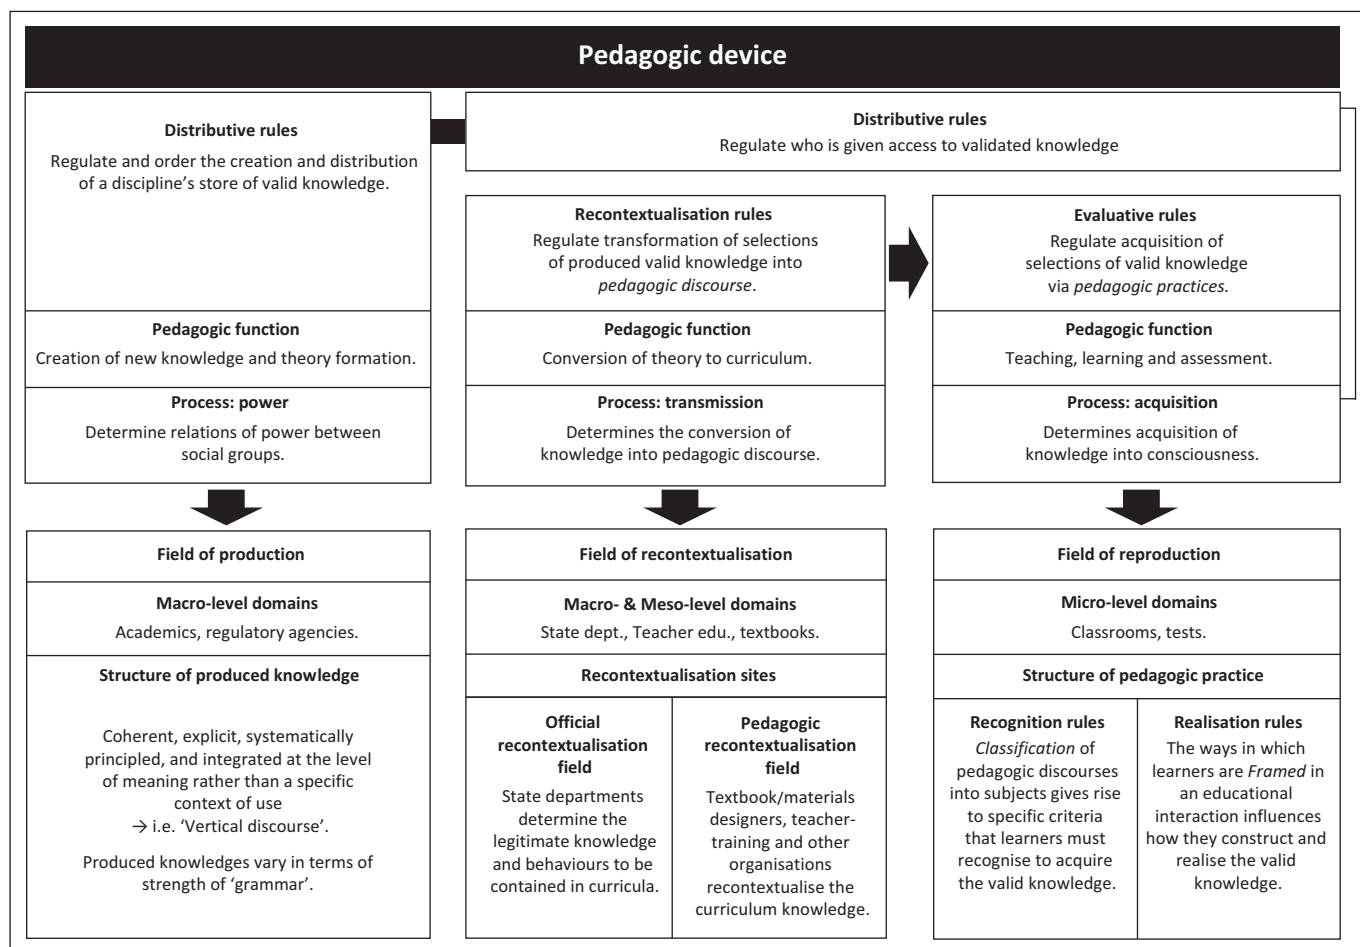 Pedagogic device
Distributive rules
Regulate and order the creation and distribution
of a discipline’s store of valid knowledge.
Pedagogic function
Creation of new knowledge and theory formation.
Process: power
Determine relations of power between
social groups.
Distributive rules
Regulate who is given access to validated knowledge
Recontextualisation rules
Regulate transformation of selections
of produced valid knowledge into
pedagogic discourse.
Pedagogic function
Conversion of theory to curriculum.
Process: transmission
Determines the conversion of
knowledge into pedagogic discourse.
Evaluative rules
Regulate acquisition of
selections of valid knowledge
via pedagogic practices.
Pedagogic function
Teaching, learning and assessment.
Process: acquisition
Determines acquisition of
knowledge into consciousness.
Field of production
Macro-level domains
Academics, regulatory agencies.
Structure of produced knowledge
Coherent, explicit, systematically
principled, and integrated at the level
of meaning rather than a specific
context of use
→ i.e. ‘Vertical discourse’.
Produced knowledges vary in terms of
strength of ‘grammar’.
Field of recontextualisation
Macro- & Meso-level domains
State dept., Teacher edu., textbooks.
Recontextualisation sites
Official
recontextualisation
field
State departments
determine the
legitimate knowledge
and behaviours to be
contained in curricula.
Pedagogic
recontextualisation
field
Textbook/materials
designers, teacher-
training and other
organisations
recontextualise the
curriculum knowledge.
Field of reproduction
Micro-level domains
Classrooms, tests.
Structure of pedagogic practice
Recognition rules
Classification of
pedagogic discourses
into subjects gives rise
to specific criteria
that learners must
recognise to acquire
the valid knowledge.
Realisation rules
The ways in which
learners are Framed in
an educational
interaction influences
how they construct and
realise the valid
knowledge.